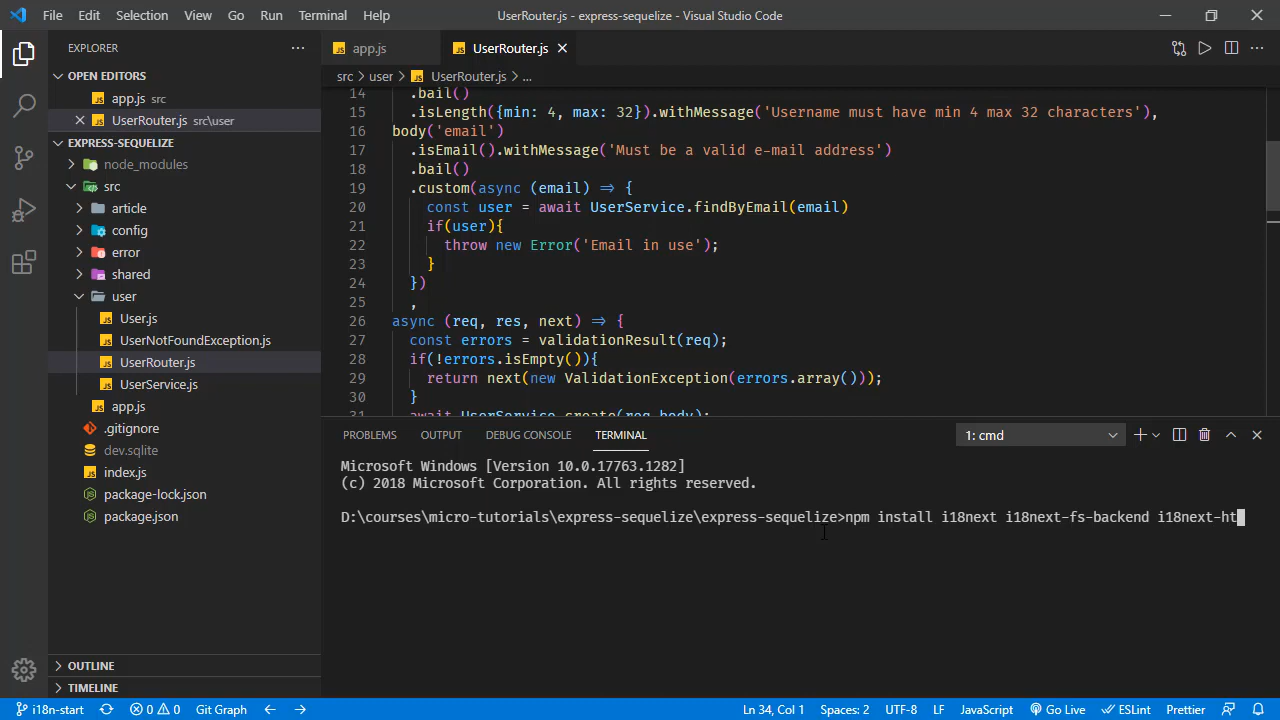 File Edit Selection View Go Run Terminal Help UserRouter.js - express-sequelize - Visual Studio Code
EXPLORER
OPEN EDITORS
app.js src
UserRouter.js src\user
EXPRESS-SEQUELIZE
node_modules
src
article
config
error
shared
user
User.js
UserNotFoundException.js
UserRouter.js
UserService.js
app.js
.gitignore
dev.sqlite
index.js
package-lock.json
package.json
OUTLINE
TIMELINE
app.js UserRouter.js
src > user > UserRouter.js > ...
14 .bail()
15 .isLength({min: 4, max: 32}).withMessage('Username must have min 4 max 32 characters'),
16 body('email')
17 .isEmail().withMessage('Must be a valid e-mail address')
18 .bail()
19 .custom(async (email) => {
20 const user = await UserService.findByEmail(email)
21 if(user){
22 throw new Error('Email in use');
23 }
24 })
25 ,
26 async (req, res, next) => {
27 const errors = validationResult(req);
28 if(!errors.isEmpty()){
29 return next(new ValidationException(errors.array()));
30 }
31 await UserService.create(req.body);
PROBLEMS OUTPUT DEBUG CONSOLE TERMINAL 1: cmd
Microsoft Windows [Version 10.0.17763.1282]
(c) 2018 Microsoft Corporation. All rights reserved.
D:\courses\micro-tutorials\express-sequelize\express-sequelize>npm install i18next i18next-fs-backend i18next-ht
i18n-start 0 0 Git Graph Ln 34, Col 1 Spaces: 2 UTF-8 LF JavaScript Go Live ESLint Prettier